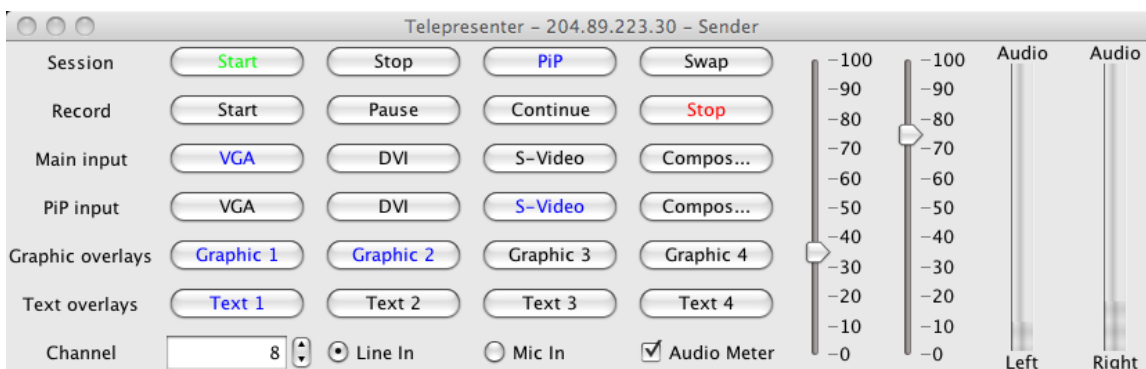 Telepresenter – 204.89.223.30 – Sender
Session Start Stop PiP Swap
Record Start Pause Continue Stop
Main input VGA DVI S-Video Compos...
PiP input VGA DVI S-Video Compos...
Graphic overlays Graphic 1 Graphic 2 Graphic 3 Graphic 4
Text overlays Text 1 Text 2 Text 3 Text 4
Channel 8 Line In Mic In Audio Meter
100
90
80
70
60
50
40
30
20
10
0
100
90
80
70
60
50
40
30
20
10
0
Audio
Left
Audio
Right